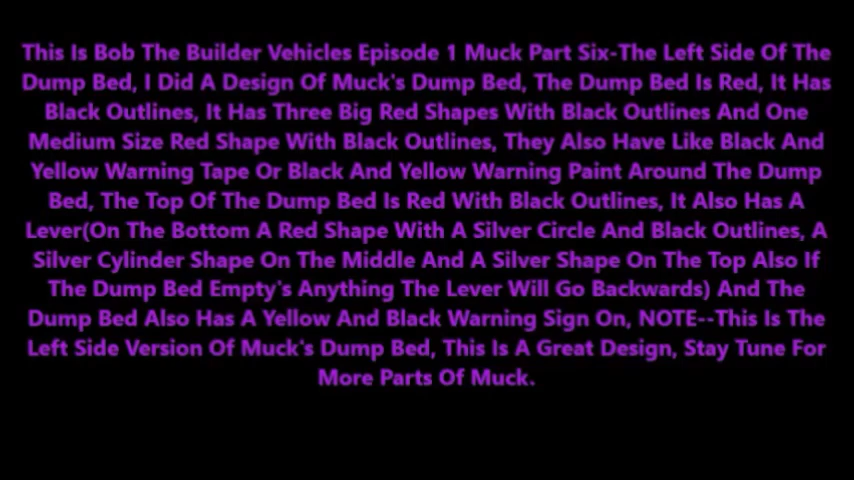 This Is Bob The Builder Vehicles Episode 1 Muck Part Six-The Left Side Of The
Dump Bed, I Did A Design Of Muck's Dump Bed, The Dump Bed Is Red, It Has
Black Outlines, It Has Three Big Red Shapes With Black Outlines And One
Medium Size Red Shape With Black Outlines, They Also Have Like Black And
Yellow Warning Tape Or Black And Yellow Warning Paint Around The Dump
Bed, The Top Of The Dump Bed Is Red With Black Outlines, It Also Has A
Lever(On The Bottom A Red Shape With A Silver Circle And Black Outlines, A
Silver Cylinder Shape On The Middle And A Silver Shape On The Top Also If
The Dump Bed Empty's Anything The Lever Will Go Backwards) And The
Dump Bed Also Has A Yellow And Black Warning Sign On, NOTE--This Is The
Left Side Version Of Muck's Dump Bed, This Is A Great Design, Stay Tune For
More Parts Of Muck.